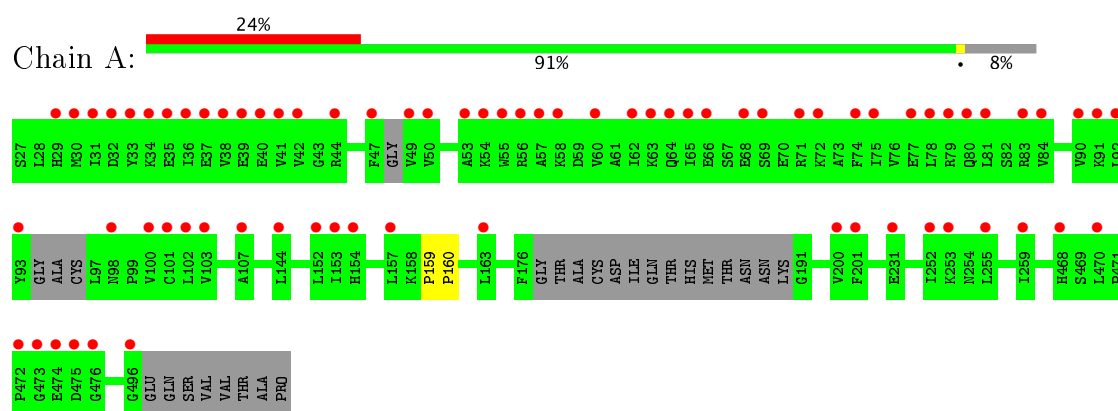 24%
Chain A:
91%
•
8%
S27 L28 H29 M30 I31 D32 Y33 K34 E35 I36 E37 V38 E39 E40 V41 V42 G43 R44 F47 GLY V49 V50 A53 K54 W55 R56 A57 K58 D59 V60 A61 I62 K63 Q64 I65 E66 S67 E68 S69 E70 R71 K72 A73 F74 I75 V76 E77 L78 R79 Q80 L81 S82 R83 V84 V90 K91 L92
Y93 GLY ALA CYS L97 N98 P99 V100 C101 L102 V103 A107 L144 L152 I153 H154 L157 K158 P159 P160 L163 F176 GLY THR ALA CYS ASP ILE GLN THR HIS MET THR ASN ASN LYS G191 V200 F201 E231 I252 K253 N254 L255 I259 H468 S469 L470 P471
P472 G473 E474 D475 G476 G496 GLU GLN SER VAL VAL THR ALA PRO